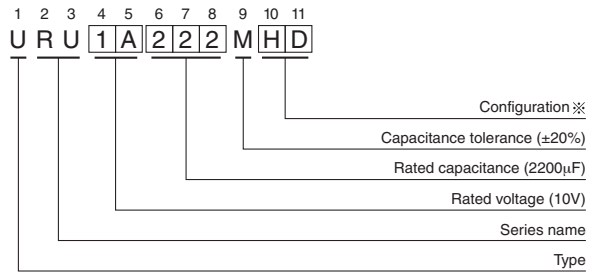 1 2 3 4 5 6 7 8 9 10 11
U R U 1 A 2 2 2 M H D
Configuration ※
Capacitance tolerance (±20%)
Rated capacitance (2200μF)
Rated voltage (10V)
Series name
Type